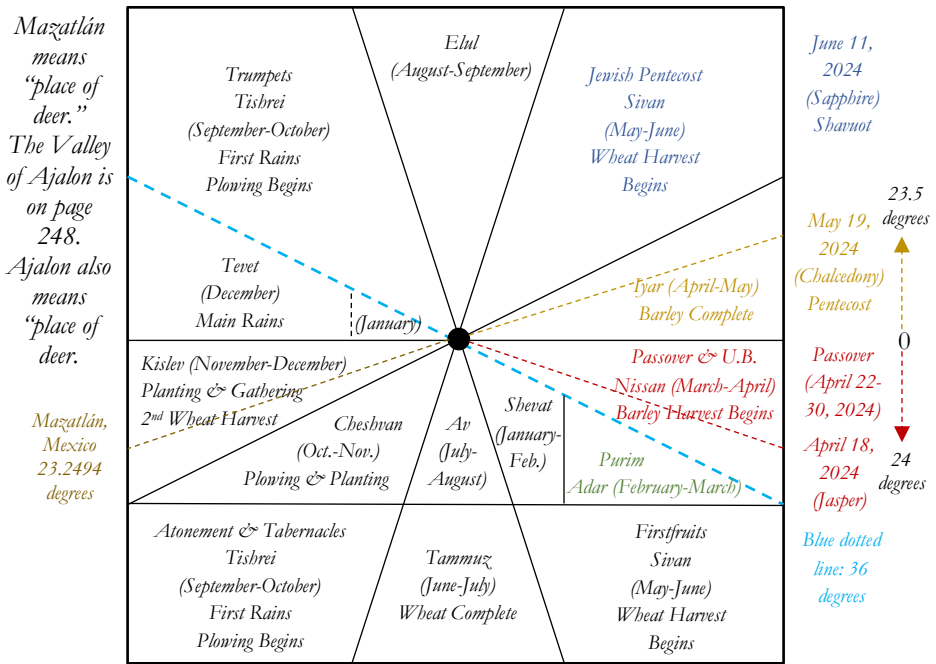 Mazatlán
means
“place of
deer.”
The Valley
of Ajalon is
on page
248.
Ajalon also
means
“place of
deer.
Mazatlán,
Mexico
23.2494
degrees
Trumpets
Tishrei
(September-October)
First Rains
Plowing Begins
Elul
(August-September)
Jewish Pentecost
Sivan
(May-June)
Wheat Harvest
Begins
Tevet
(December)
Main Rains
(January)
Iyar (April-May)
Barley Complete
Kislev (November-December)
Planting & Gathering
2nd Wheat Harvest
Cheshvan
(Oct.-Nov.)
Plowing & Planting
Av
(July-
August)
Shevat
(January-
Feb.)
Passover & U.B.
Nissan (March-April)
Barley Harvest Begins
Purim
Adar (February-March)
Atonement & Tabernacles
Tishrei
(September-October)
First Rains
Plowing Begins
Tammuz
(June-July)
Wheat Complete
Firstfruits
Sivan
(May-June)
Wheat Harvest
Begins
June 11,
2024
(Sapphire)
Shavuot
May 19,
2024
(Chalcedony)
Pentecost
Passover
(April 22-
30, 2024)
April 18,
2024
(Jasper)
Blue dotted
line: 36
degrees
23.5
degrees
0
24
degrees